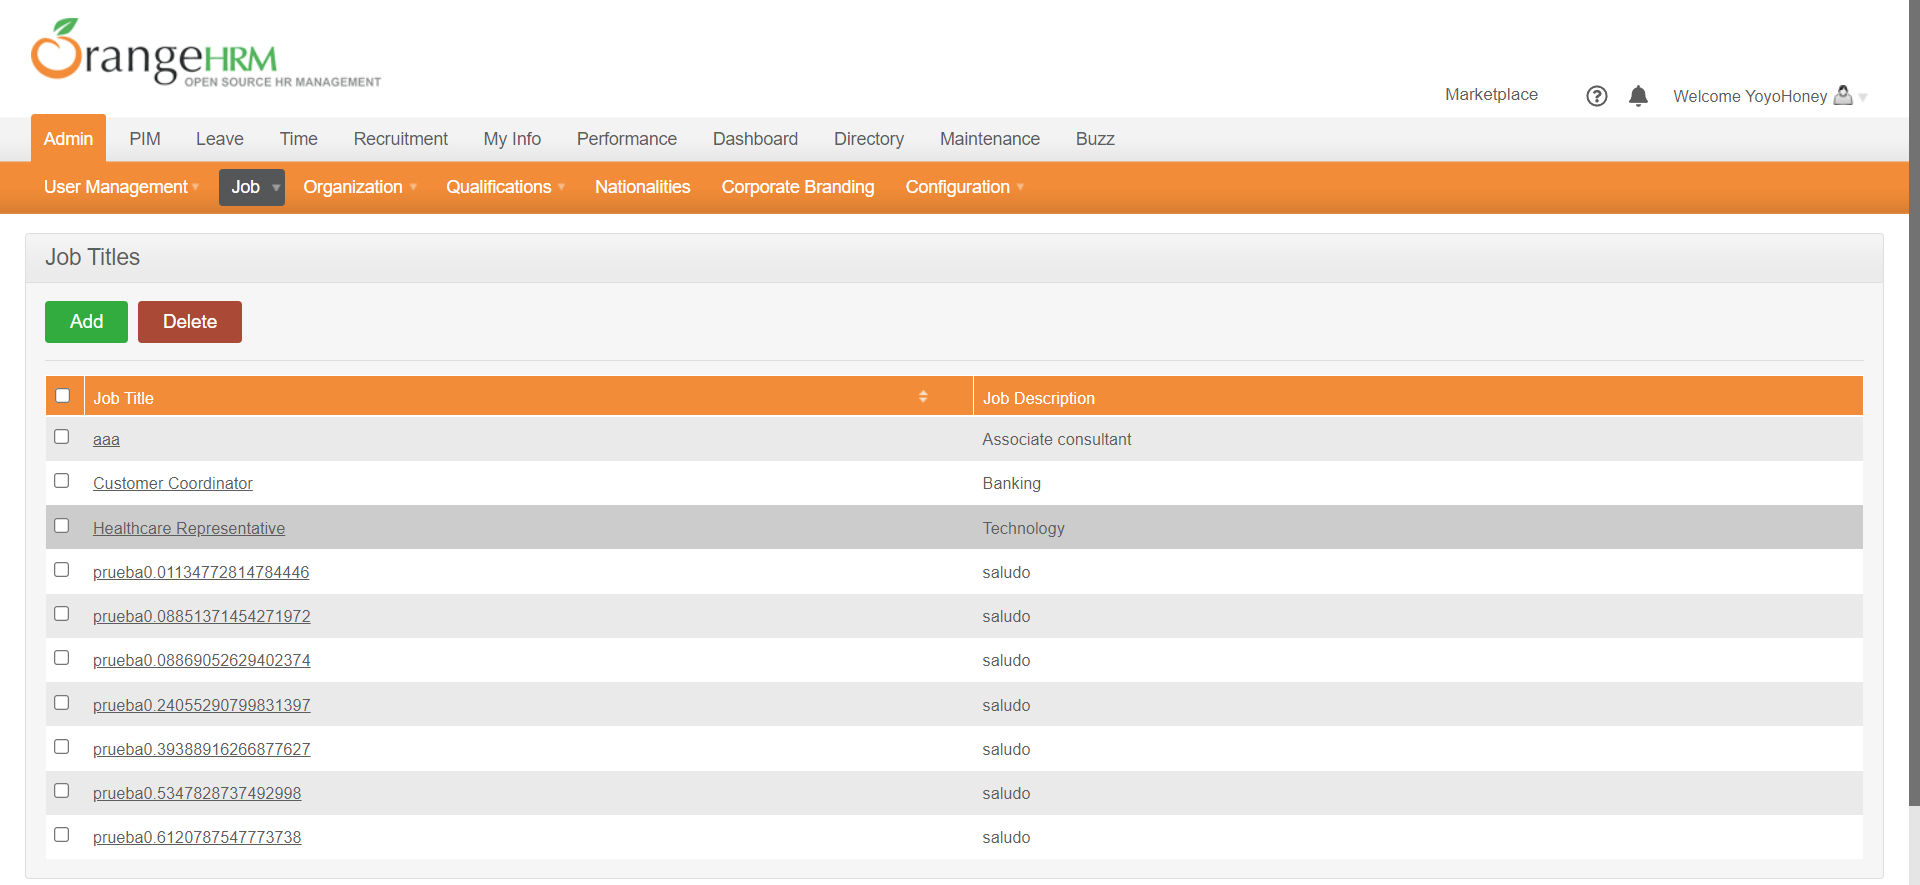 OrangeHRM
OPEN SOURCE HR MANAGEMENT
Marketplace
Welcome YoyoHoney
Admin PIM Leave Time Recruitment My Info Performance Dashboard Directory Maintenance Buzz
User Management Job Organization Qualifications Nationalities Corporate Branding Configuration
Job Titles
Add Delete
Job Title Job Description
aaa Associate consultant
Customer Coordinator Banking
Healthcare Representative Technology
prueba0.01134772814784446 saludo
prueba0.08851371454271972 saludo
prueba0.08869052629402374 saludo
prueba0.24055290799831397 saludo
prueba0.39388916266877627 saludo
prueba0.5347828737492998 saludo
prueba0.6120787547773738 saludo